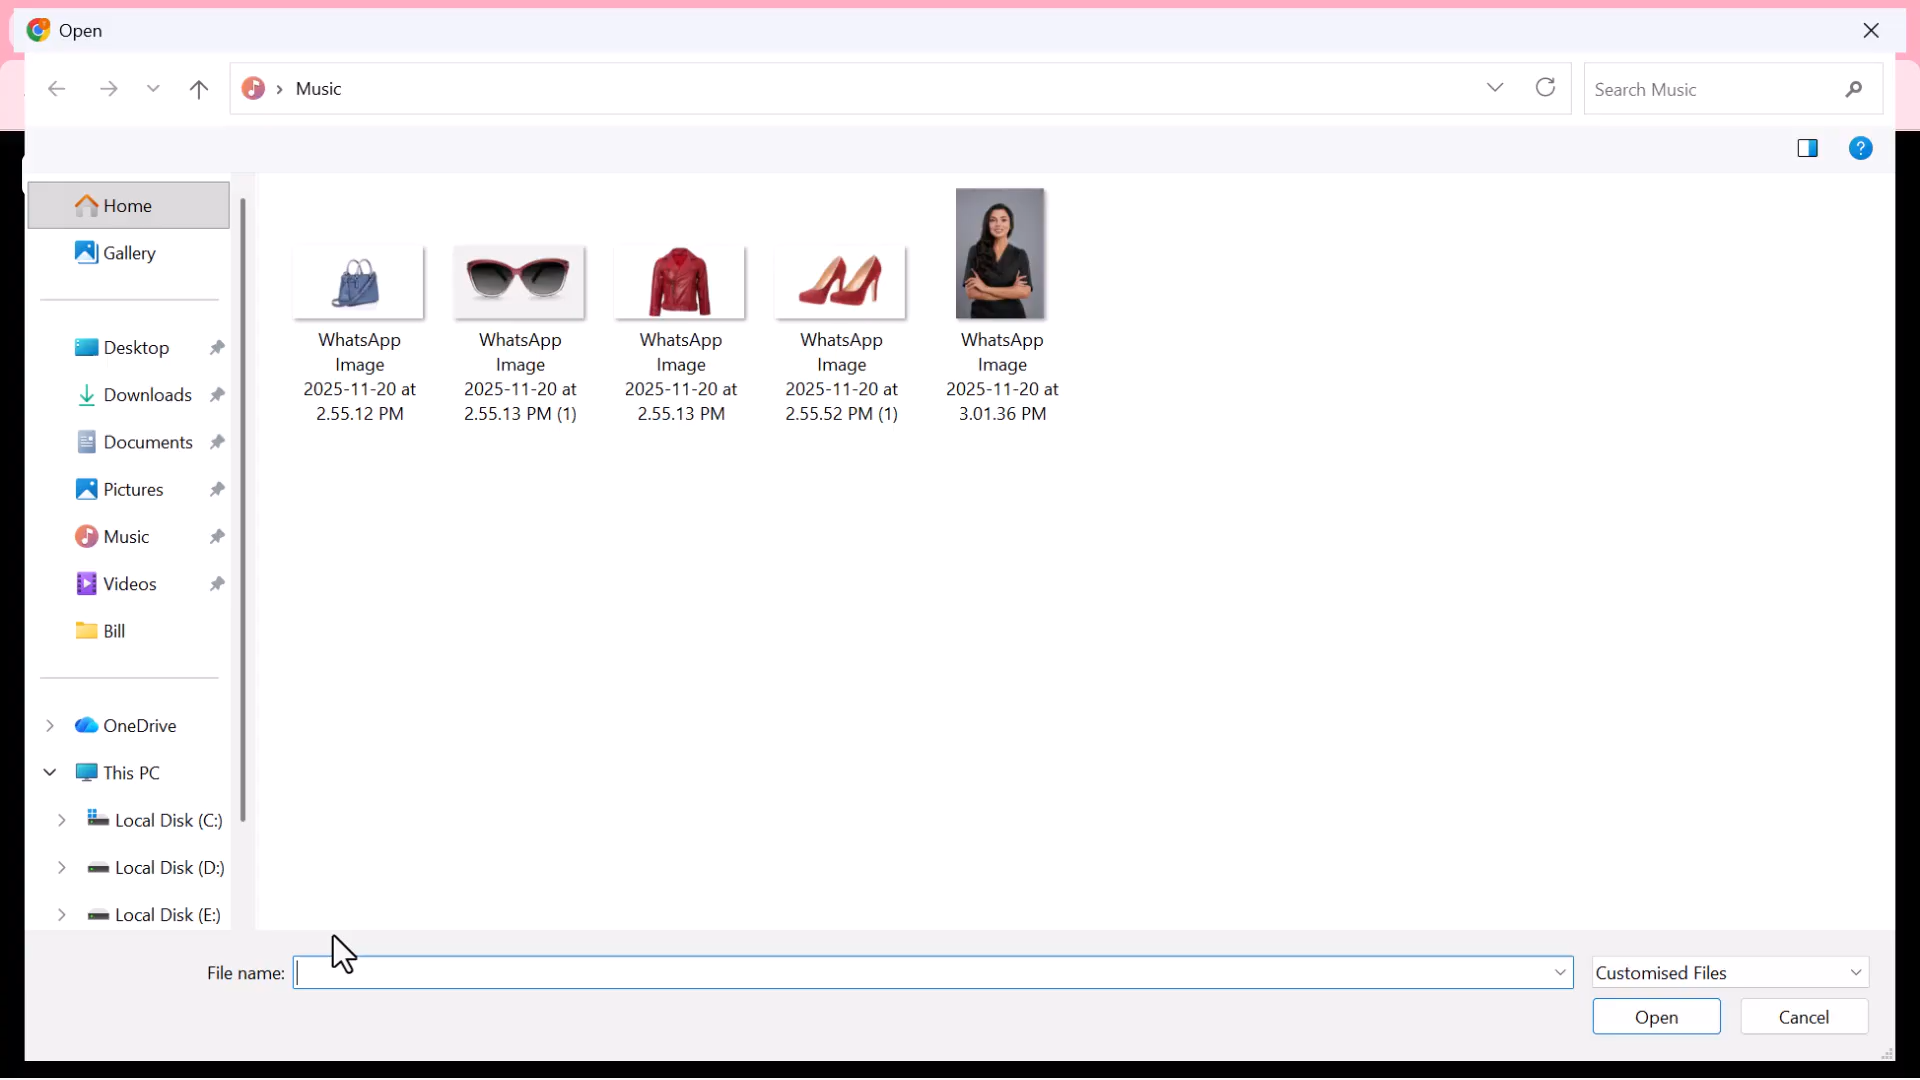 Open
Music
Search Music
Home
Gallery
Desktop
Downloads
Documents
Pictures
Music
Videos
Bill
OneDrive
This PC
Local Disk (C:)
Local Disk (D:)
Local Disk (E:)
WhatsApp
Image
2025-11-20 at
2.55.12 PM
WhatsApp
Image
2025-11-20 at
2.55.13 PM (1)
WhatsApp
Image
2025-11-20 at
2.55.13 PM
WhatsApp
Image
2025-11-20 at
2.55.52 PM (1)
WhatsApp
Image
2025-11-20 at
3.01.36 PM
File name:
Customised Files
Open
Cancel